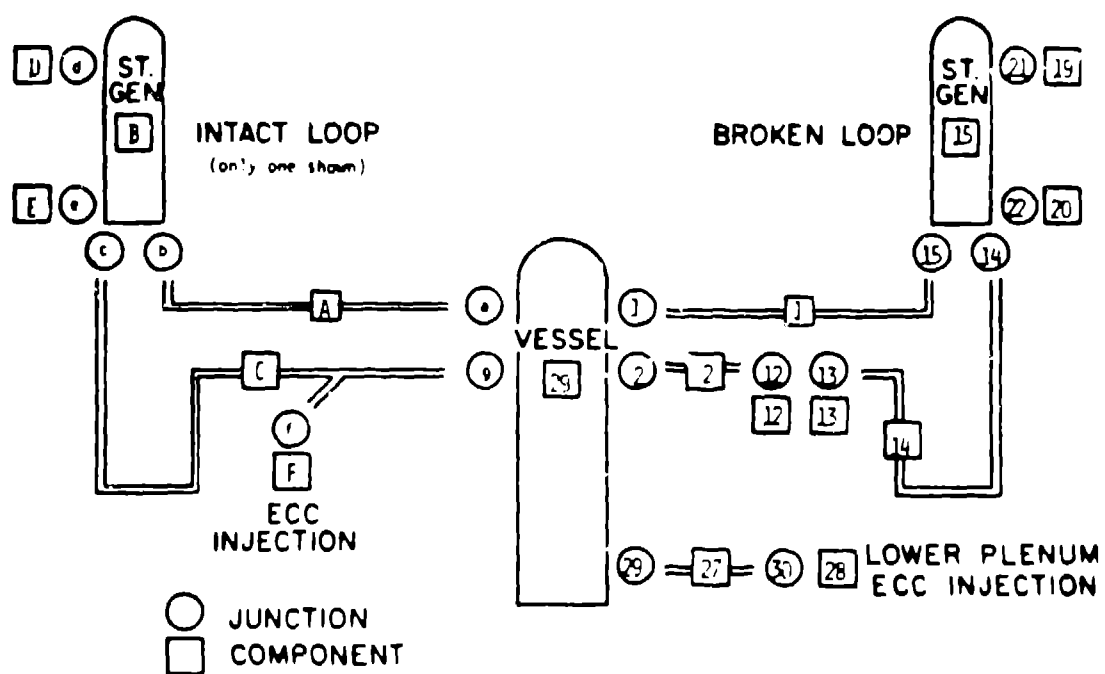 D d
ST.
GEN
B
INTACT LOOP
(only one shown)
E e
c b
A
C
g
f
F
ECC
INJECTION
VESSEL
29
BROKEN LOOP
ST.
GEN
15
21 19
22 20
15 14
1 1
2 2 12 13
12 13
14
29 27 30 28
LOWER PLENUM
ECC INJECTION
JUNCTION
COMPONENT